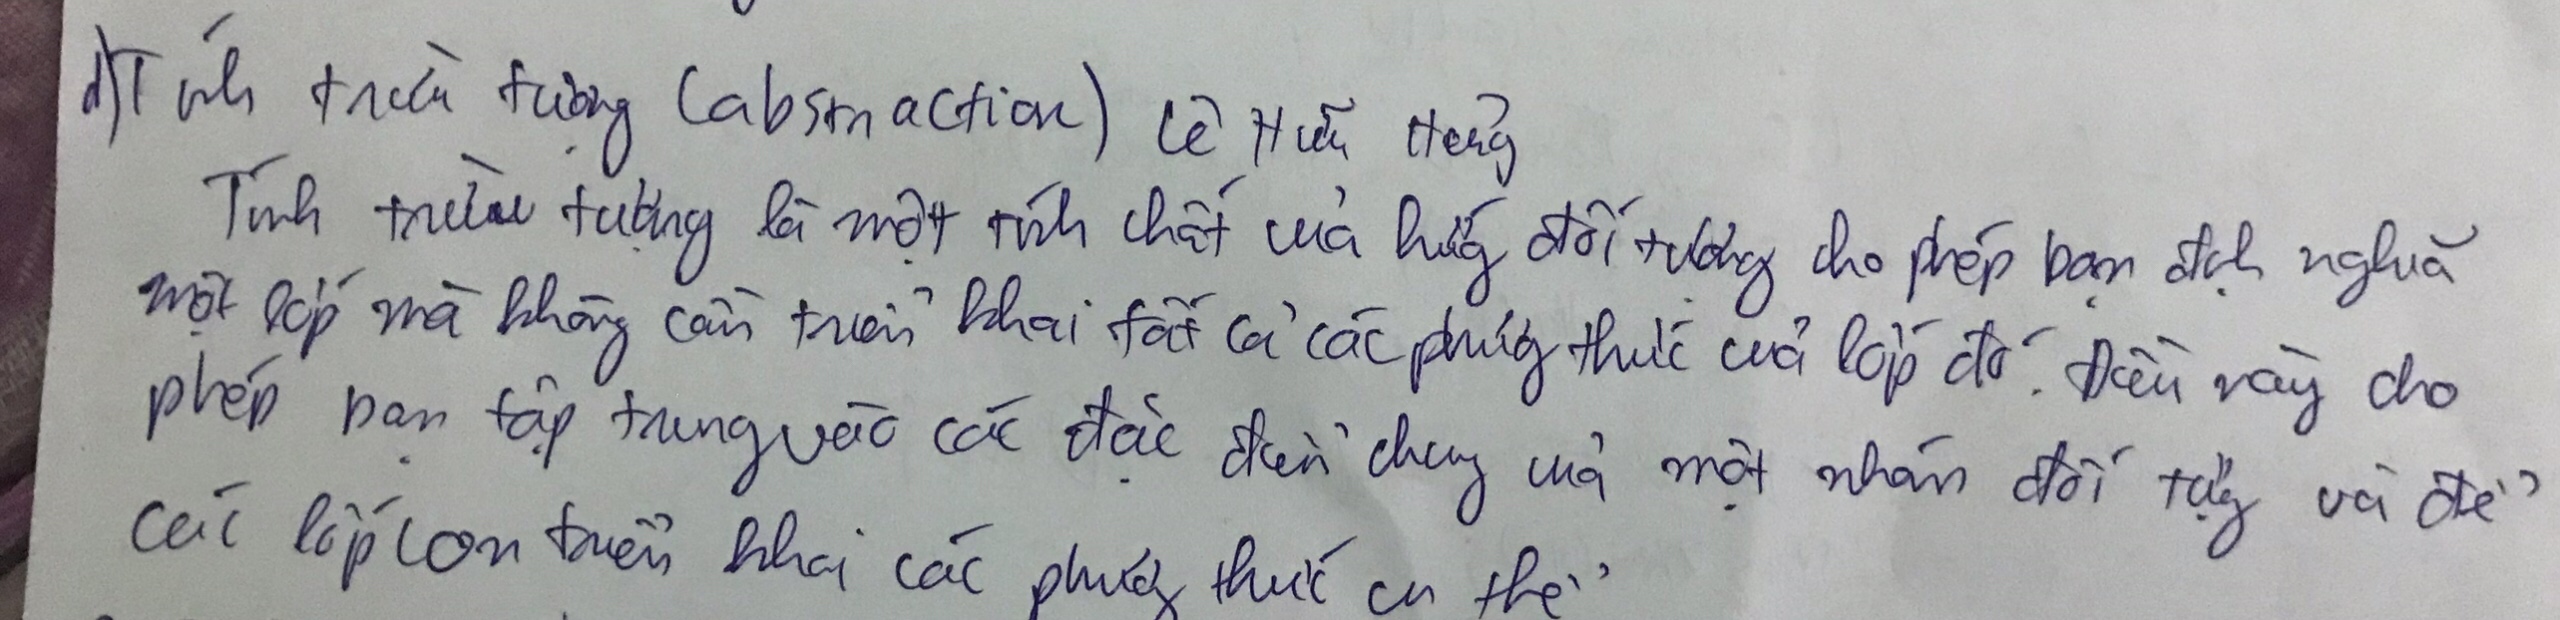 d) Tính trừu tượng (absmaction) Lê Hữu Hưng
Tính trừu tượng là một tính chất của hướng đối tượng cho phép bạn định nghĩa
một lớp mà không cần triển khai tất cả các phương thức của lớp đó. Điều này cho
phép bạn tập trung vào các đặc điểm chung của một nhóm đối tượng và để
các lớp con triển khai các phương thức cụ thể